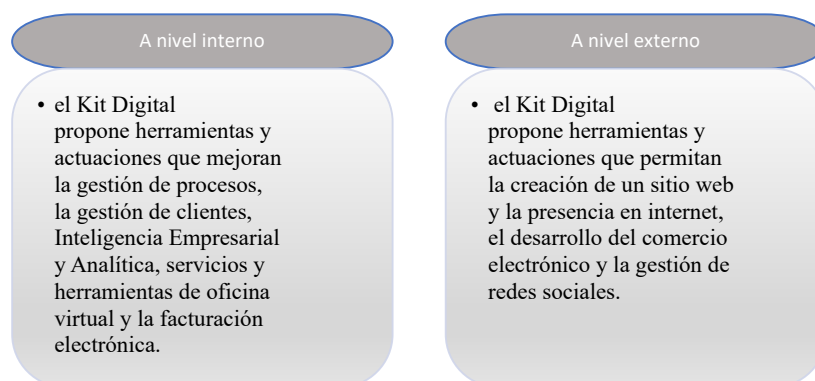 A nivel interno
• el Kit Digital
propone herramientas y
actuaciones que mejoran
la gestión de procesos,
la gestión de clientes,
Inteligencia Empresarial
y Analítica, servicios y
herramientas de oficina
virtual y la facturación
electrónica.
A nivel externo
• el Kit Digital
propone herramientas y
actuaciones que permitan
la creación de un sitio web
y la presencia en internet,
el desarrollo del comercio
electrónico y la gestión de
redes sociales.